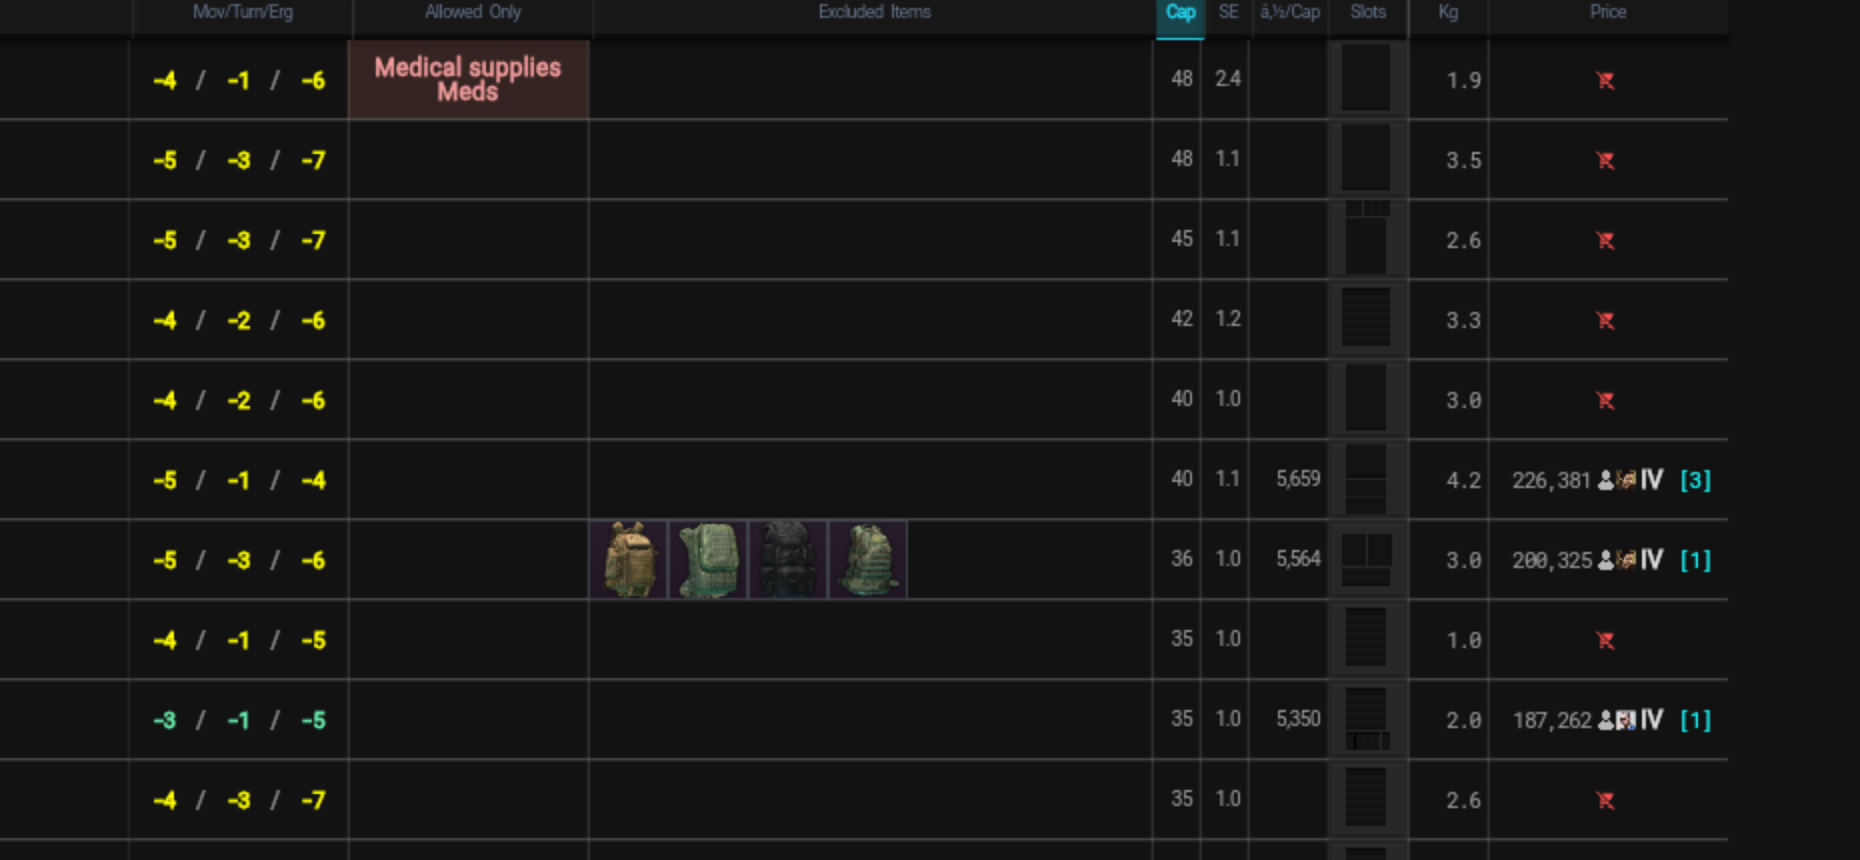 Mov/Turn/Erg Allowed Only Excluded Items Cap SE â‚½/Cap Slots Kg Price
-4 / -1 / -6 Medical supplies 48 2.4 1.9
Meds
-5 / -3 / -7 48 1.1 3.5
-5 / -3 / -7 45 1.1 2.6
-4 / -2 / -6 42 1.2 3.3
-4 / -2 / -6 40 1.0 3.0
-5 / -1 / -4 40 1.1 5,659 4.2 226,381 IV [3]
-5 / -3 / -6 36 1.0 5,564 3.0 200,325 IV [1]
-4 / -1 / -5 35 1.0 1.0
-3 / -1 / -5 35 1.0 5,350 2.0 187,262 IV [1]
-4 / -3 / -7 35 1.0 2.6